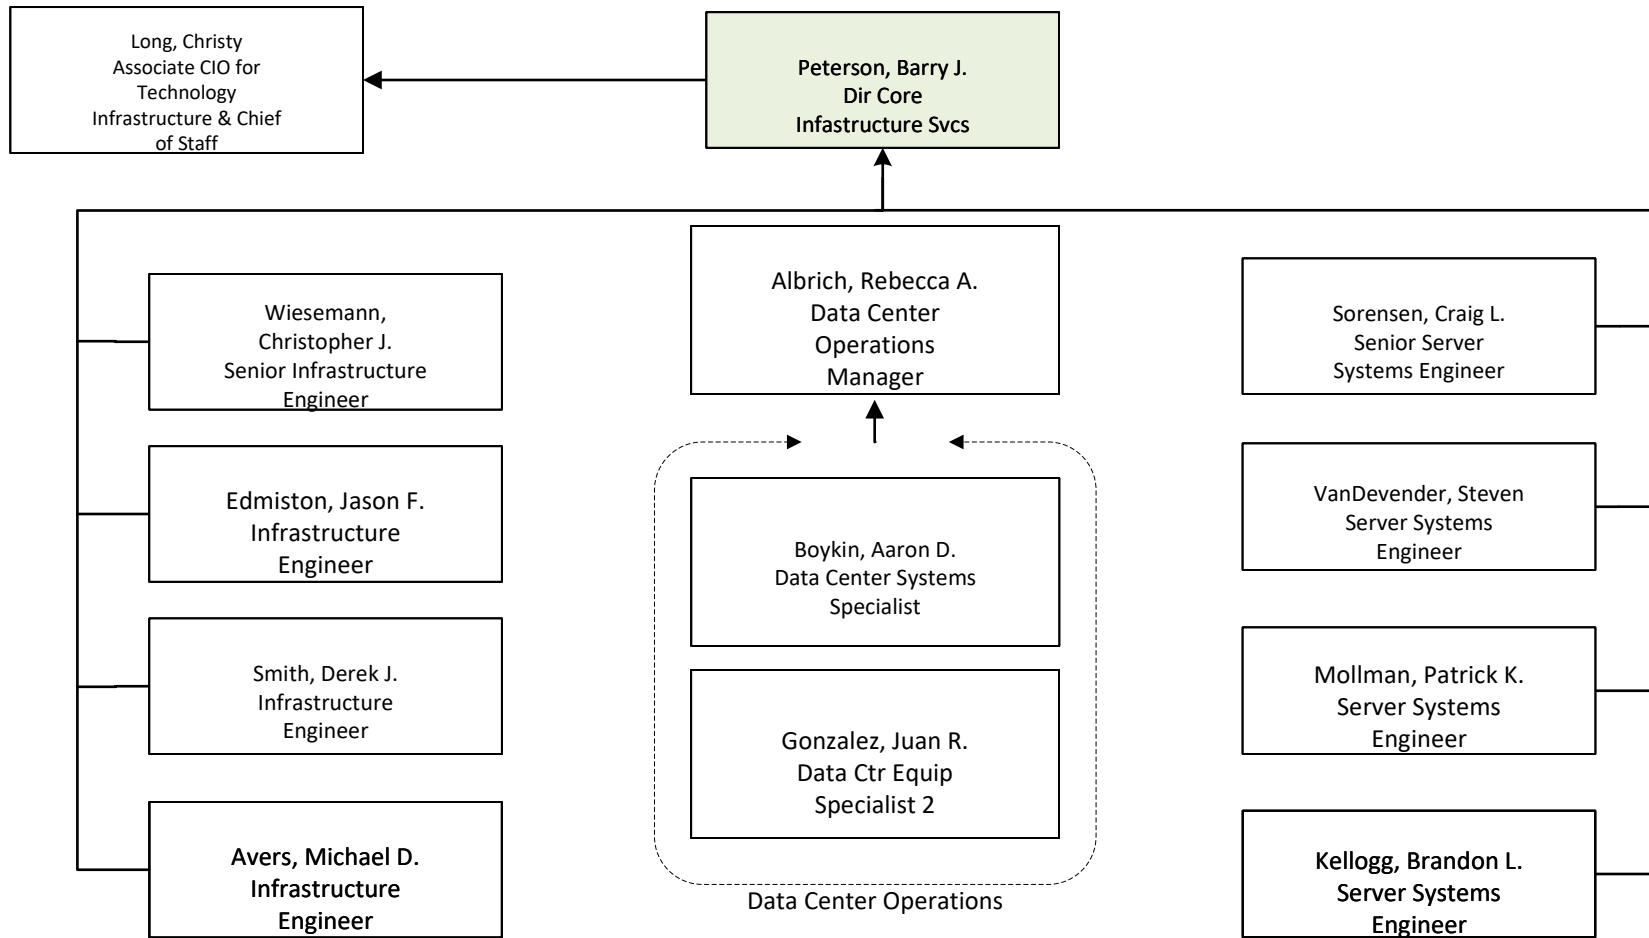 Long, Christy
Associate CIO for
Technology
Infrastructure & Chief
of Staff
Peterson, Barry J.
Dir Core
Infastructure Svcs
Wiesemann,
Christopher J.
Senior Infrastructure
Engineer
Edmiston, Jason F.
Infrastructure
Engineer
Smith, Derek J.
Infrastructure
Engineer
Avers, Michael D.
Infrastructure
Engineer
Albrich, Rebecca A.
Data Center
Operations
Manager
Boykin, Aaron D.
Data Center Systems
Specialist
Gonzalez, Juan R.
Data Ctr Equip
Specialist 2
Data Center Operations
Sorensen, Craig L.
Senior Server
Systems Engineer
VanDevender, Steven
Server Systems
Engineer
Mollman, Patrick K.
Server Systems
Engineer
Kellogg, Brandon L.
Server Systems
Engineer